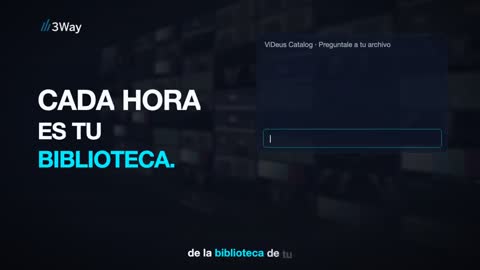 3Way
CADA HORA
ES TU
BIBLIOTECA.
ViDeus Catalog · Preguntale a tu archivo
de la biblioteca de tu